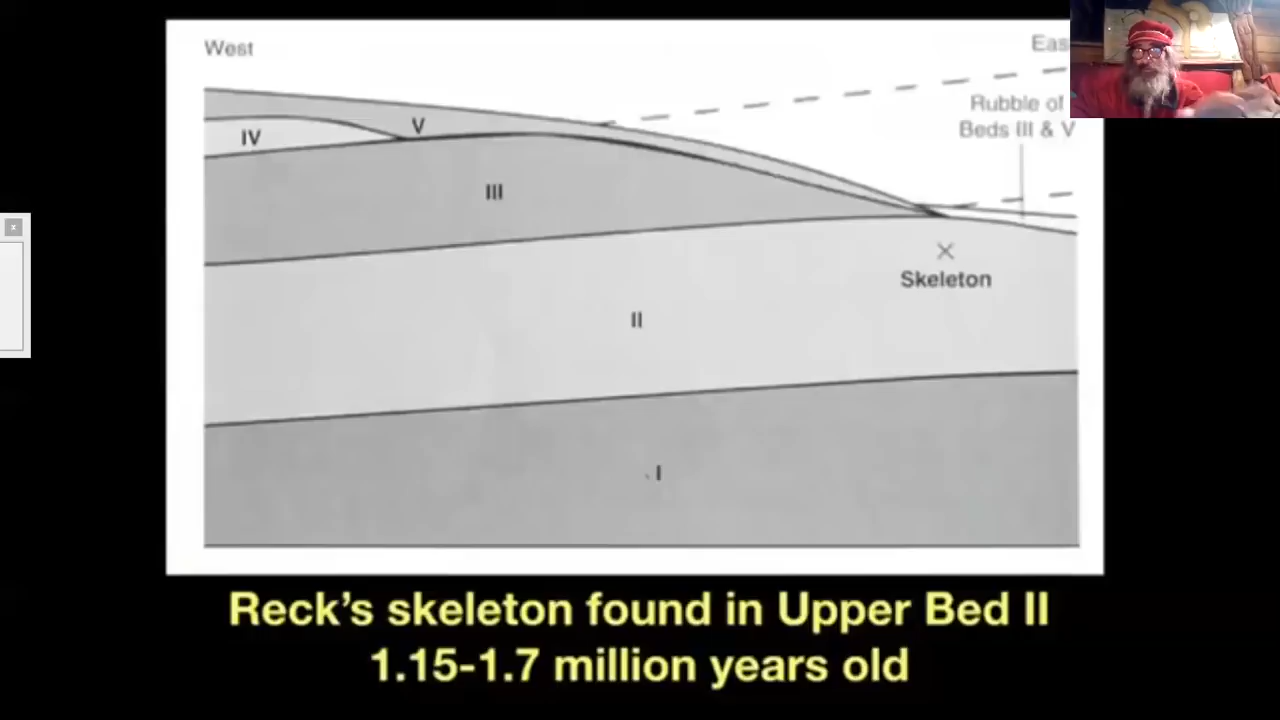 West
Eas
Rubble of
Beds III & V
IV
V
III
Skeleton
II
I
Reck's skeleton found in Upper Bed II
1.15-1.7 million years old